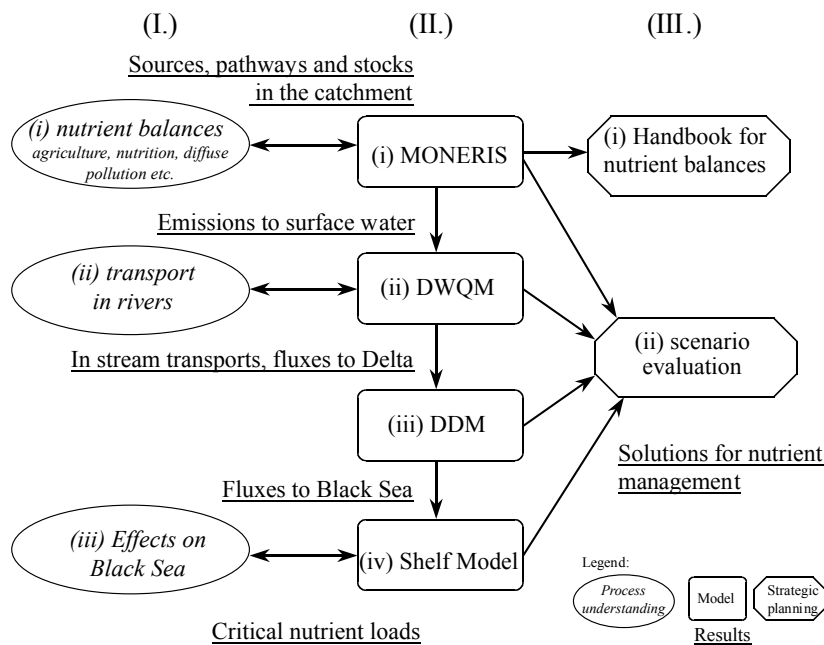 (I.)
(II.)
(III.)
Sources, pathways and stocks
in the catchment
(i) nutrient balances
agriculture, nutrition, diffuse
pollution etc.
(i) MONERIS
(i) Handbook for
nutrient balances
Emissions to surface water
(ii) transport
in rivers
(ii) DWQM
(ii) scenario
evaluation
In stream transports, fluxes to Delta
(iii) DDM
Solutions for nutrient
management
Fluxes to Black Sea
(iii) Effects on
Black Sea
(iv) Shelf Model
Critical nutrient loads
Legend:
Process
understanding
Model
Strategic
planning
Results